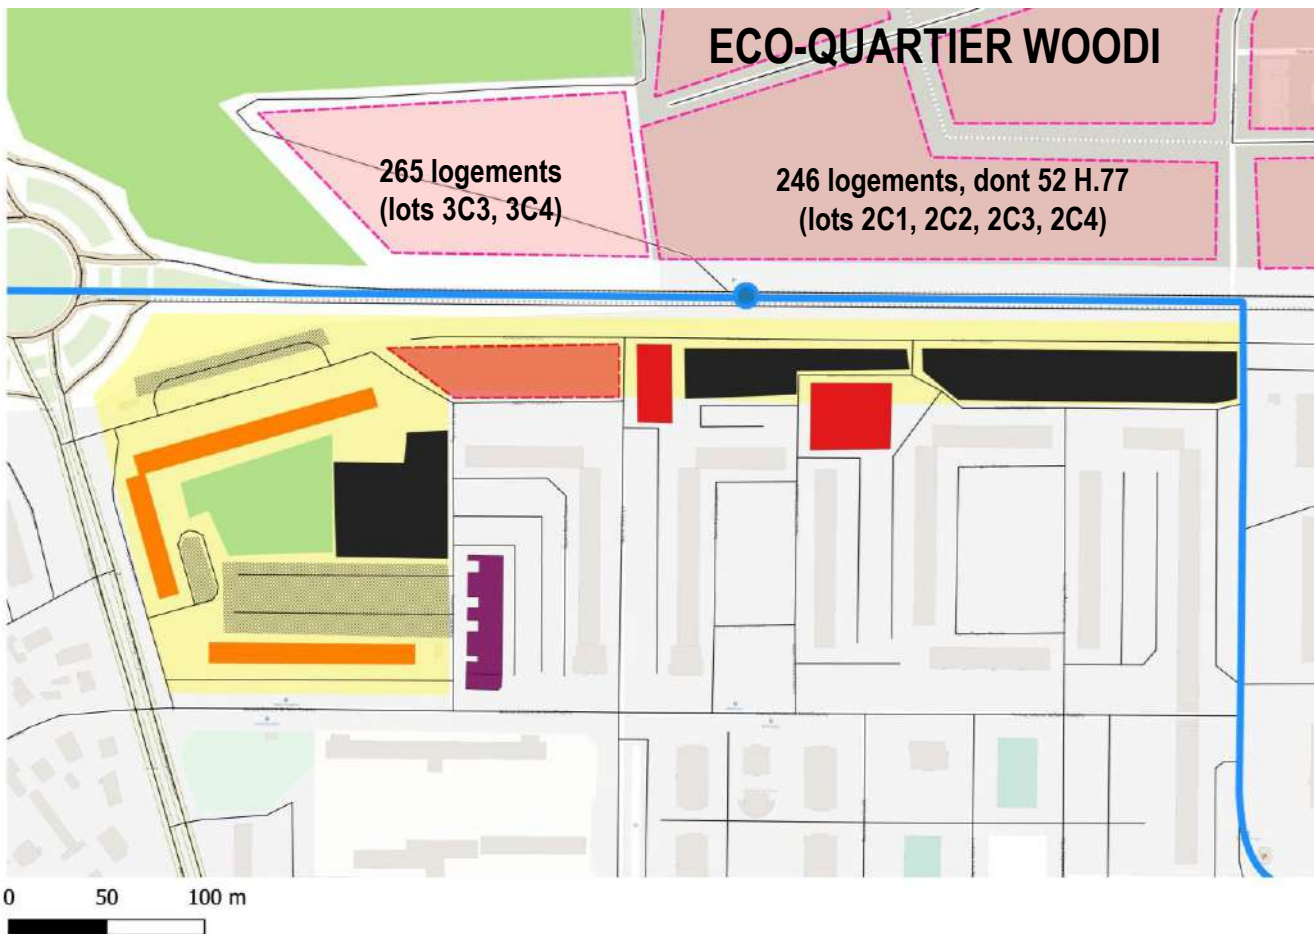 ECO-QUARTIER WOODI
265 logements
(lots 3C3, 3C4)
246 logements, dont 52 H.77
(lots 2C1, 2C2, 2C3, 2C4)
0 50 100 m